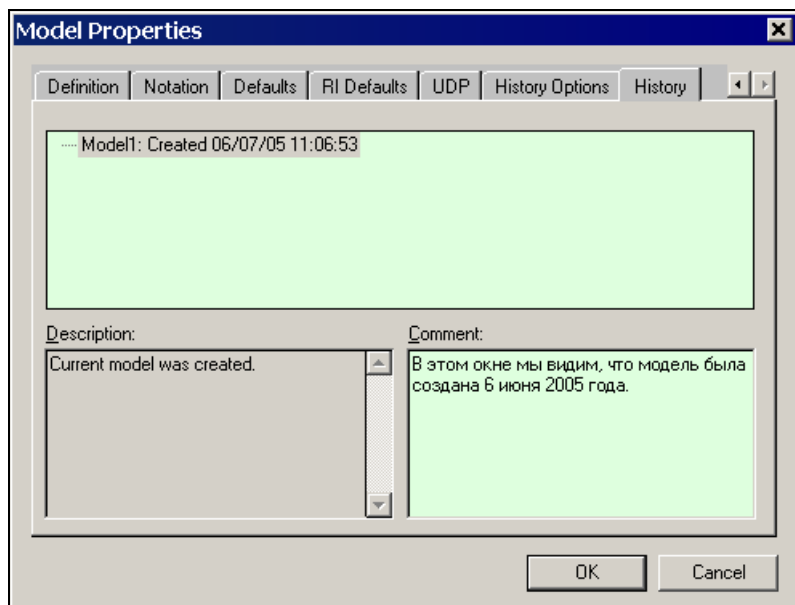 Model Properties
Definition Notation Defaults RI Defaults UDP History Options History
Model1: Created 06/07/05 11:06:53
Description: Comment:
Current model was created.
В этом окне мы видим, что модель была
создана 6 июня 2005 года.
OK Cancel